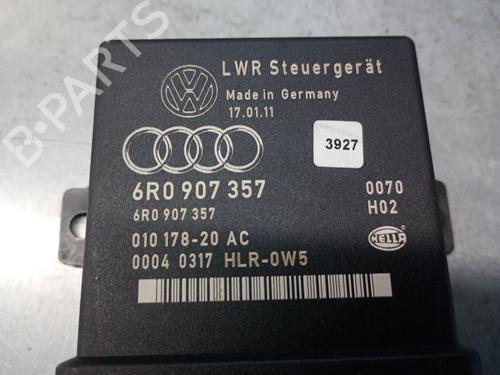 LWR Steuergerät
Made in Germany
17.01.11
3927
6R0 907 357
6R0 907 357
010 178-20 AC
0004 0317 HLR-0W5
0070
H02
HELLA
B-PARTS